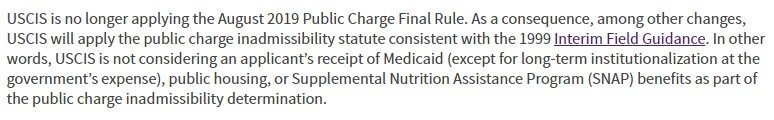 USCIS is no longer applying the August 2019 Public Charge Final Rule. As a consequence, among other changes,
USCIS will apply the public charge inadmissibility statute consistent with the 1999 Interim Field Guidance. In other
words, USCIS is not considering an applicant’s receipt of Medicaid (except for long-term institutionalization at the
government’s expense), public housing, or Supplemental Nutrition Assistance Program (SNAP) benefits as part of
the public charge inadmissibility determination.